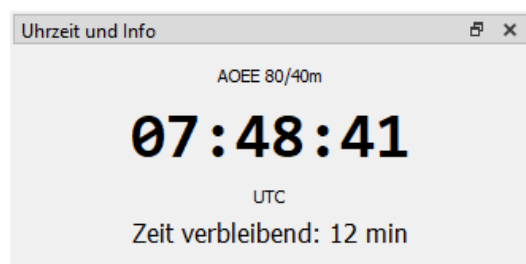 Uhrzeit und Info
AOEE 80/40m
07:48:41
UTC
Zeit verbleibend: 12 min